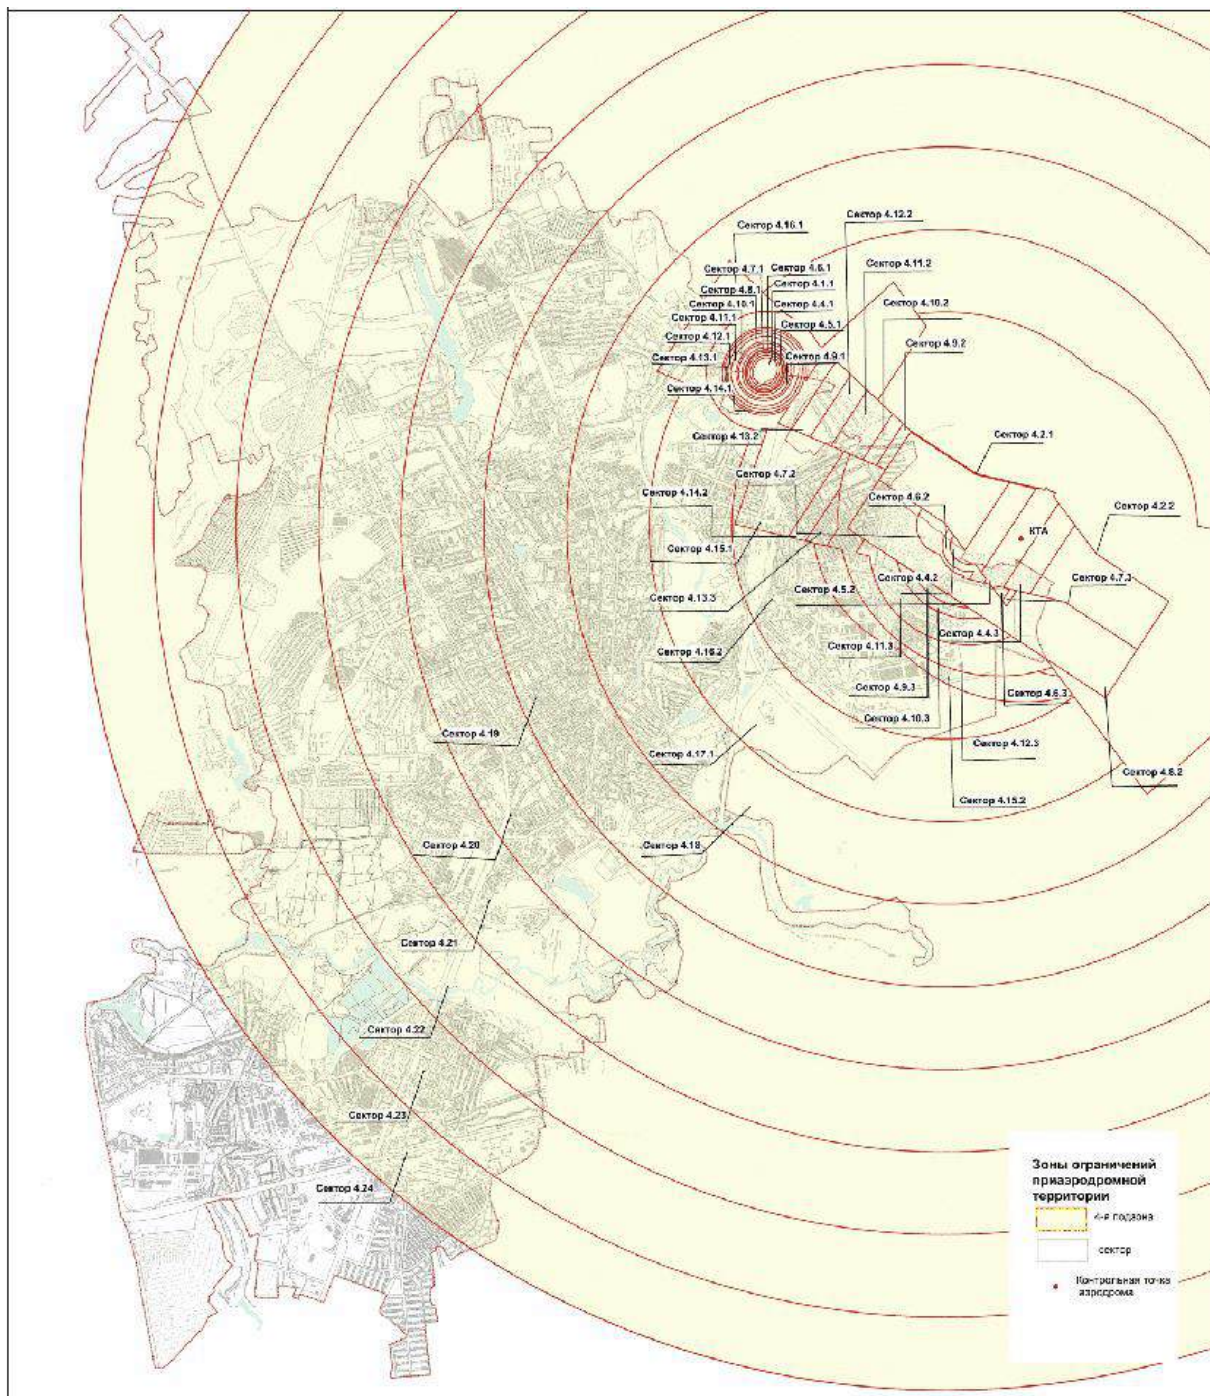 Сектор 4.16.1
Сектор 4.12.2
Сектор 4.7.1
Сектор 4.6.1
Сектор 4.11.2
Сектор 4.8.1
Сектор 4.1.1
Сектор 4.10.1
Сектор 4.4.1
Сектор 4.10.2
Сектор 4.11.1
Сектор 4.5.1
Сектор 4.12.1
Сектор 4.9.2
Сектор 4.13.1
Сектор 4.9.1
Сектор 4.14.1
Сектор 4.13.2
Сектор 4.2.1
Сектор 4.7.2
Сектор 4.14.2
Сектор 4.6.2
Сектор 4.2.2
КТА
Сектор 4.15.1
Сектор 4.4.2
Сектор 4.7.3
Сектор 4.13.3
Сектор 4.5.2
Сектор 4.4.3
Сектор 4.16.2
Сектор 4.11.3
Сектор 4.9.3
Сектор 4.6.3
Сектор 4.10.3
Сектор 4.19
Сектор 4.17.1
Сектор 4.12.3
Сектор 4.8.2
Сектор 4.15.2
Сектор 4.20
Сектор 4.18
Сектор 4.21
Сектор 4.22
Сектор 4.23
Сектор 4.24
Зоны ограничений
приаэродромной
территории
4-я подзона
сектор
Контрольная точка
аэродрома